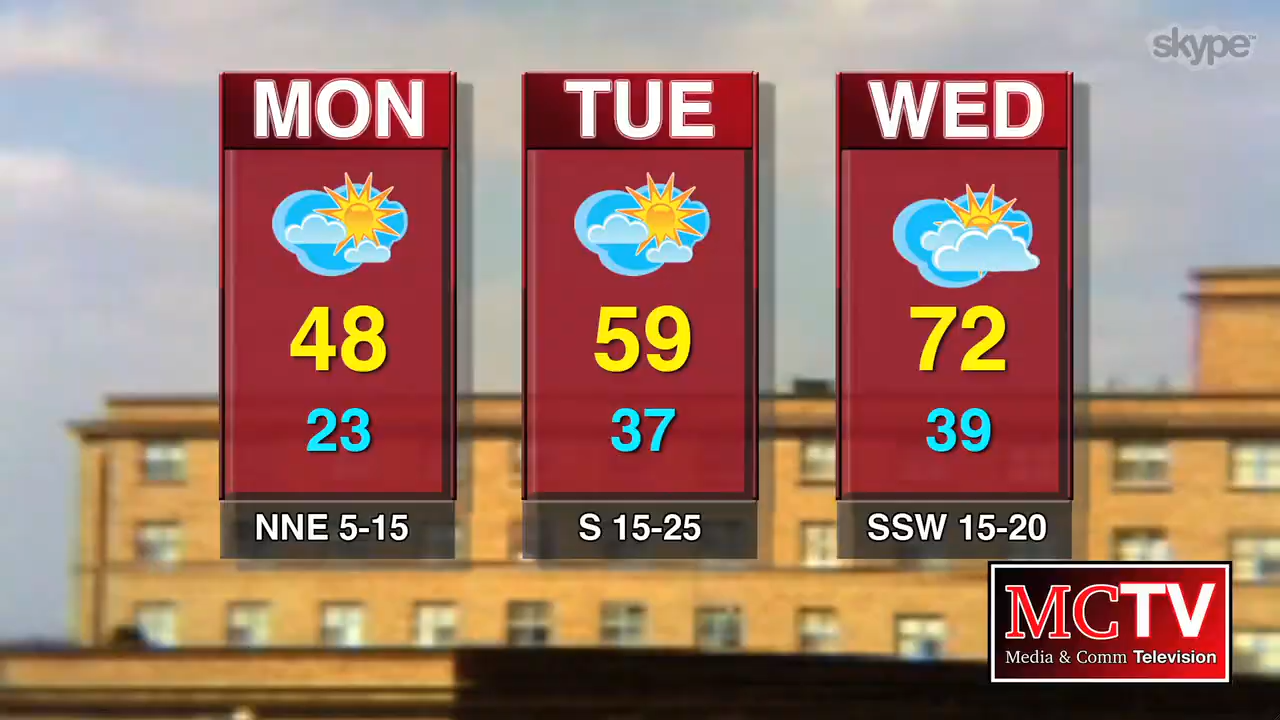 skype™
MON
TUE
WED
48
59
72
23
37
39
NNE 5-15
S 15-25
SSW 15-20
MCTV
Media & Comm Television